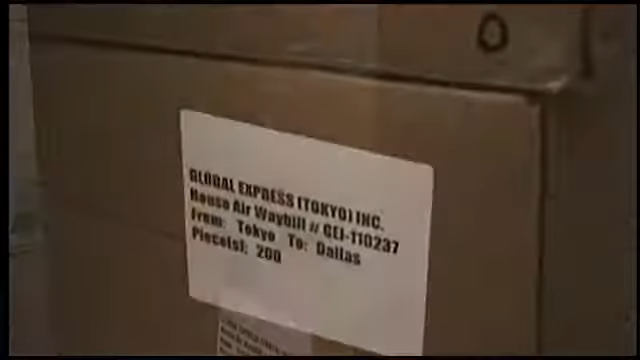 O
GLOBAL EXPRESS (TOKYO) INC.
House Air Waybill # GEI-110237
From: Tokyo To: Dallas
Piece(s): 200